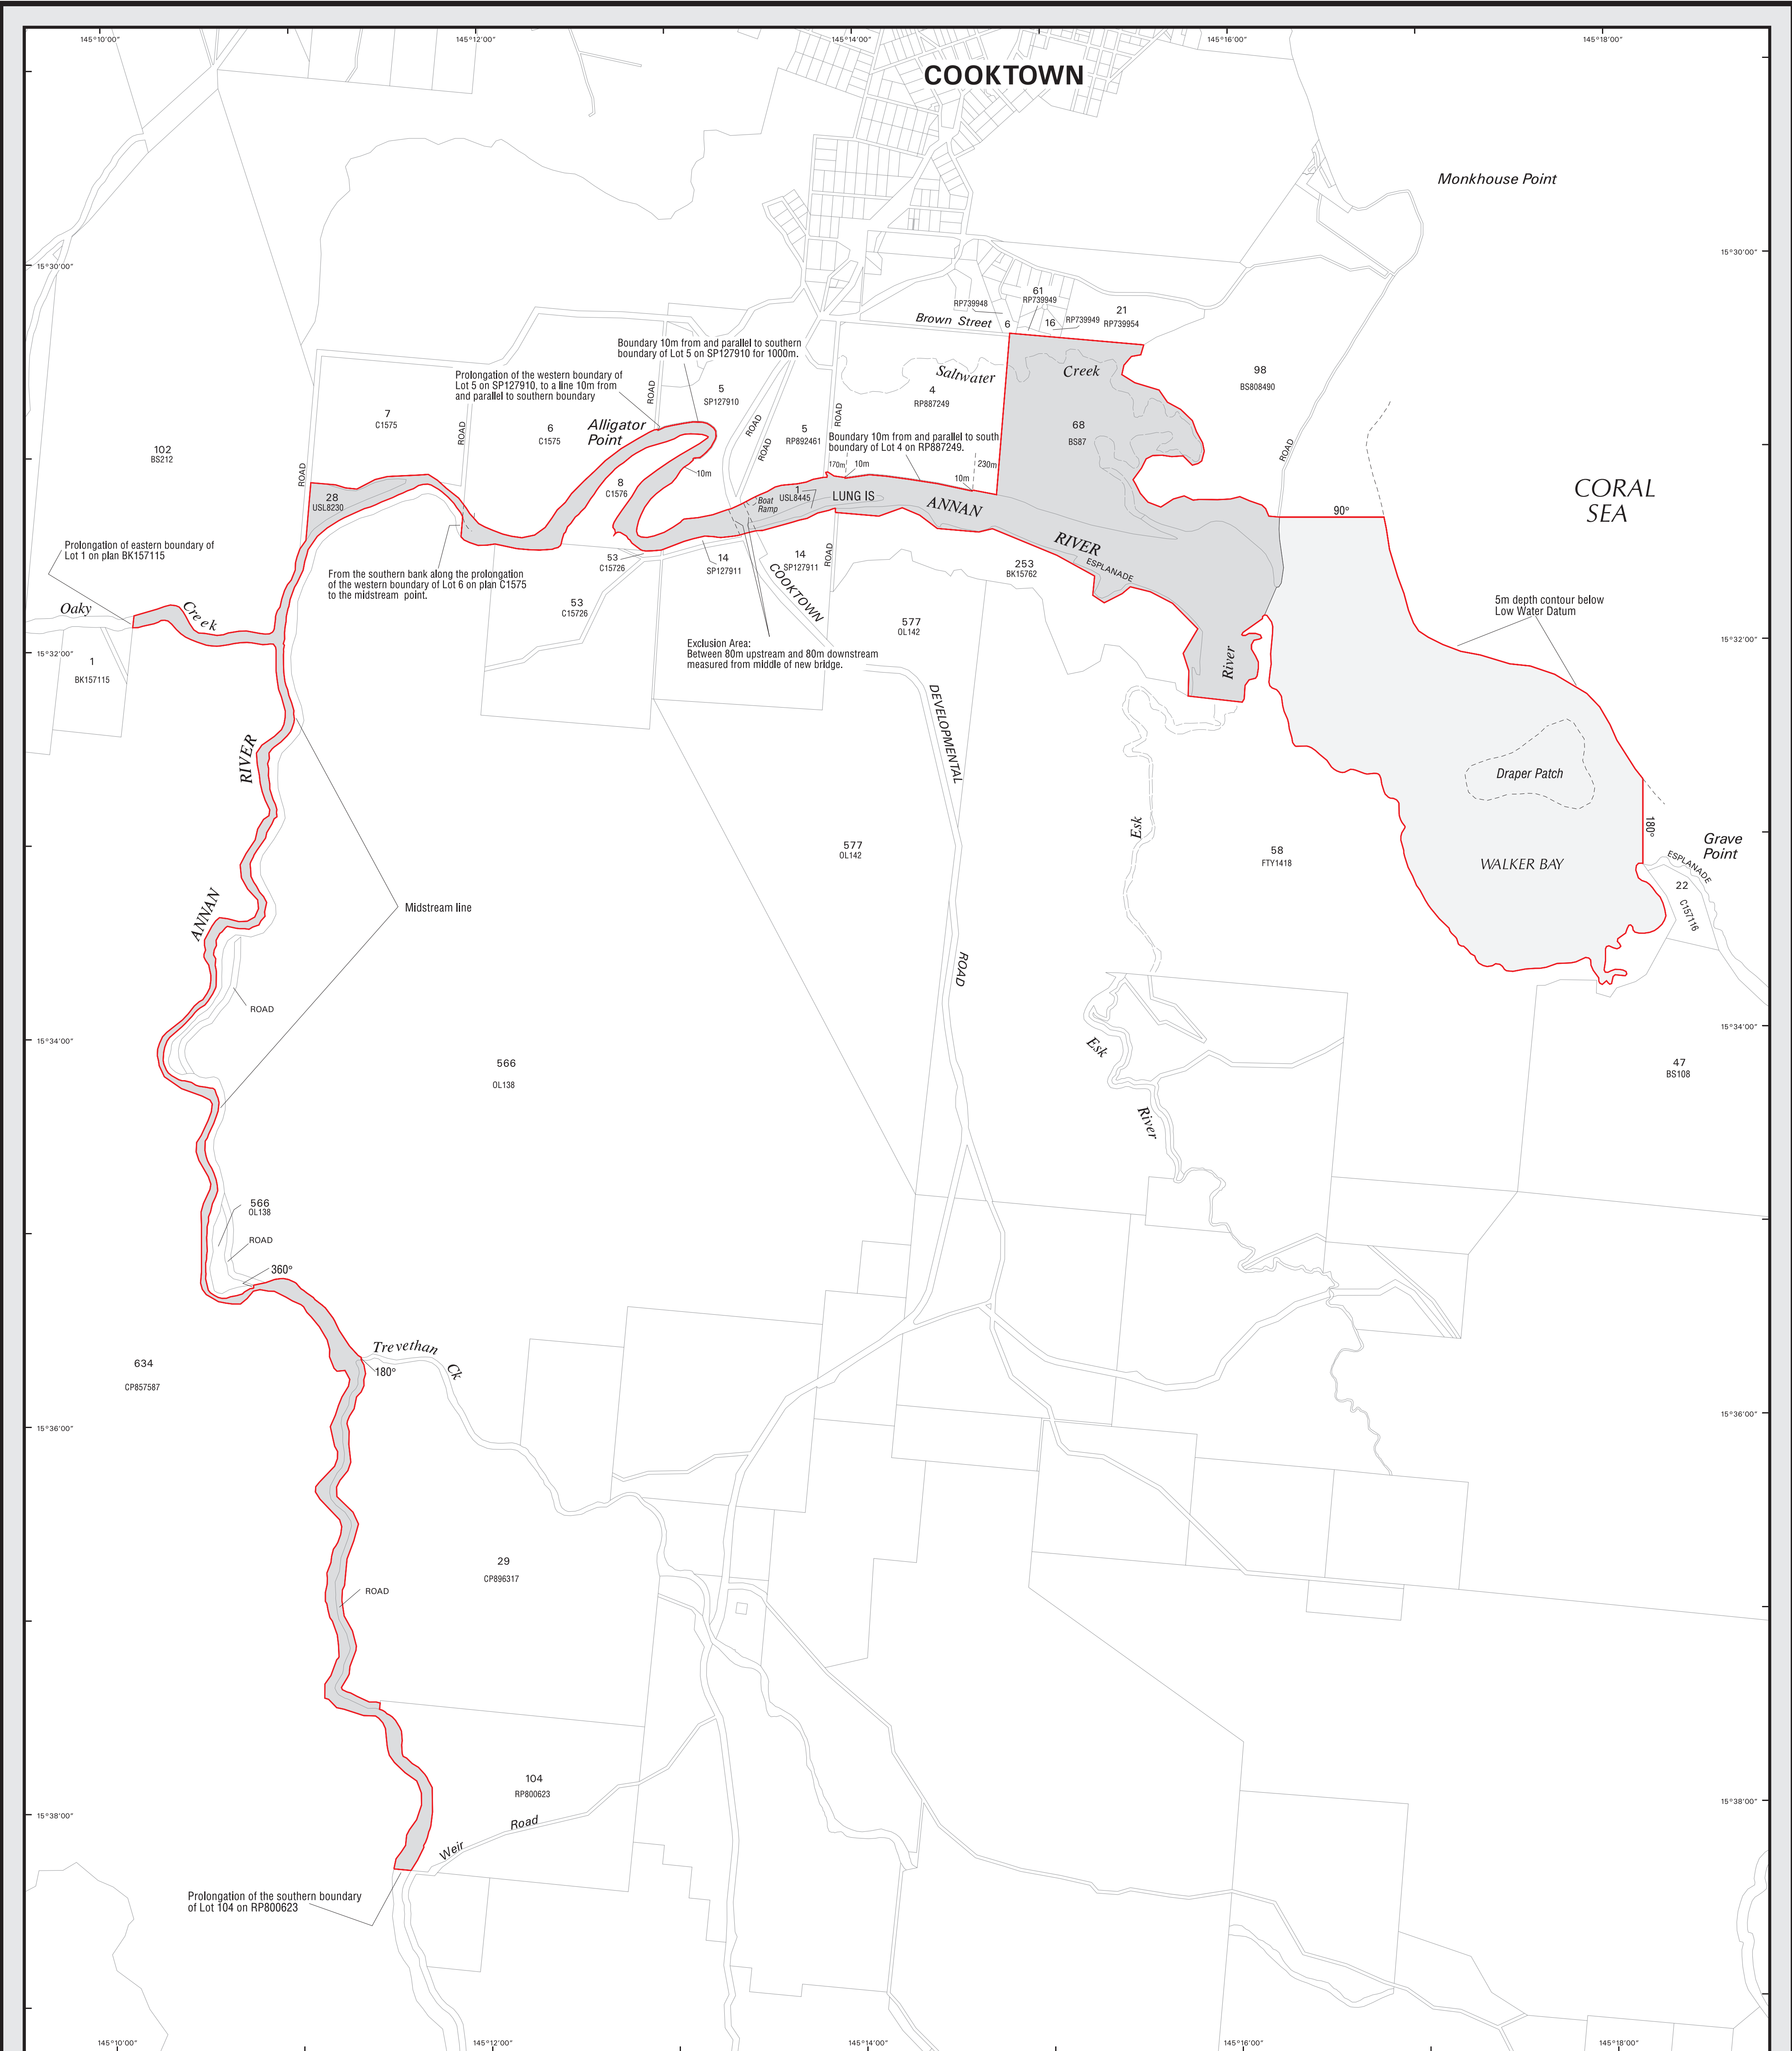 145°10'00"
145°12'00"
145°14'00"
145°16'00"
145°18'00"
COOKTOWN
Monkhouse Point
15°30'00"
15°30'00"
61
RP739949
RP739948
21
RP739954
Brown Street
6
16
RP739949
Boundary 10m from and parallel to southern
boundary of Lot 5 on SP127910 for 1000m.
Prolongation of the western boundary of
Lot 5 on SP127910, to a line 10m from
and parallel to southern boundary
ROAD
5
SP127910
Saltwater
Creek
4
RP887249
98
BS808490
7
C1575
ROAD
6
C1575
Alligator
Point
ROAD
ROAD
5
RP892461
ROAD
68
BS87
Boundary 10m from and parallel to south
boundary of Lot 4 on RP887249.
102
BS212
ROAD
ROAD
170m
10m
230m
10m
10m
8
C1576
28
USL8230
1
USL8445
LUNG IS
Boat
Ramp
ANNAN
RIVER
ESPLANADE
90°
CORAL
SEA
Prolongation of eastern boundary of
Lot 1 on plan BK157115
53
C15726
14
SP127911
14
SP127911
ROAD
253
BK15762
From the southern bank along the prolongation
of the western boundary of Lot 6 on plan C1575
to the midstream point.
COOKTOWN
5m depth contour below
Low Water Datum
Oaky
Creek
53
C15726
577
OL142
Exclusion Area:
Between 80m upstream and 80m downstream
measured from middle of new bridge.
River
15°32'00"
15°32'00"
1
BK157115
DEVELOPMENTAL
RIVER
Draper Patch
Esk
180°
Grave
Point
577
OL142
58
FTY1418
WALKER BAY
ESPLANADE
22
C157116
ANNAN
Midstream line
ROAD
ROAD
15°34'00"
15°34'00"
Esk
566
OL138
47
BS108
River
566
OL138
ROAD
360°
Trevethan
Ck
180°
634
CP857587
15°36'00"
15°36'00"
29
CP896317
ROAD
104
RP800623
15°38'00"
15°38'00"
Weir
Road
Prolongation of the southern boundary
of Lot 104 on RP800623
145°10'00"
145°12'00"
145°14'00"
145°16'00"
145°18'00"